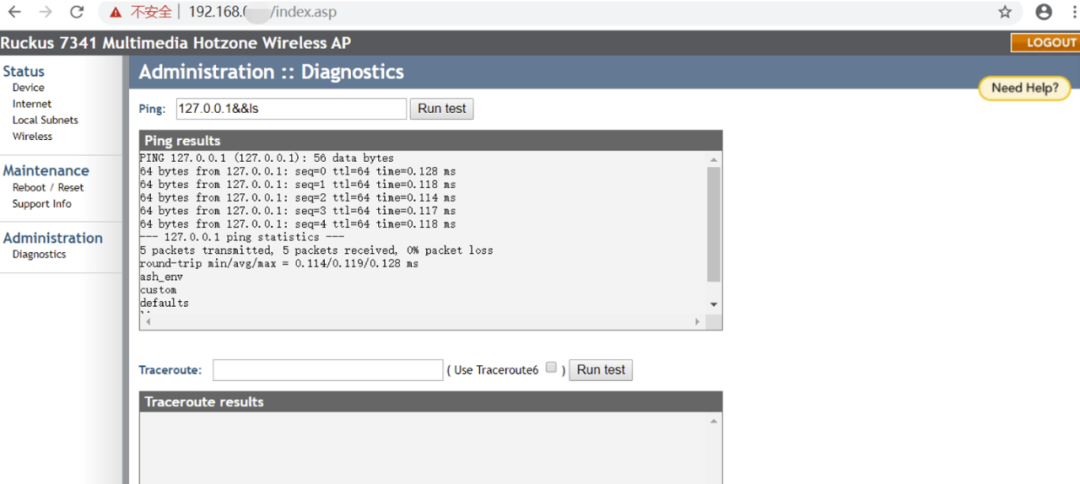 不安全 | 192.168. /index.asp
Ruckus 7341 Multimedia Hotzone Wireless AP
LOGOUT
Status
Device
Internet
Local Subnets
Wireless
Maintenance
Reboot / Reset
Support Info
Administration
Diagnostics
Administration :: Diagnostics
Need Help?
Ping: 127.0.0.1&&ls Run test
Ping results
PING 127.0.0.1 (127.0.0.1): 56 data bytes
64 bytes from 127.0.0.1: seq=0 ttl=64 time=0.128 ms
64 bytes from 127.0.0.1: seq=1 ttl=64 time=0.118 ms
64 bytes from 127.0.0.1: seq=2 ttl=64 time=0.114 ms
64 bytes from 127.0.0.1: seq=3 ttl=64 time=0.117 ms
64 bytes from 127.0.0.1: seq=4 ttl=64 time=0.118 ms
--- 127.0.0.1 ping statistics ---
5 packets transmitted, 5 packets received, 0% packet loss
round-trip min/avg/max = 0.114/0.119/0.128 ms
ash_env
custom
defaults
Traceroute: ( Use Traceroute6 ) Run test
Traceroute results